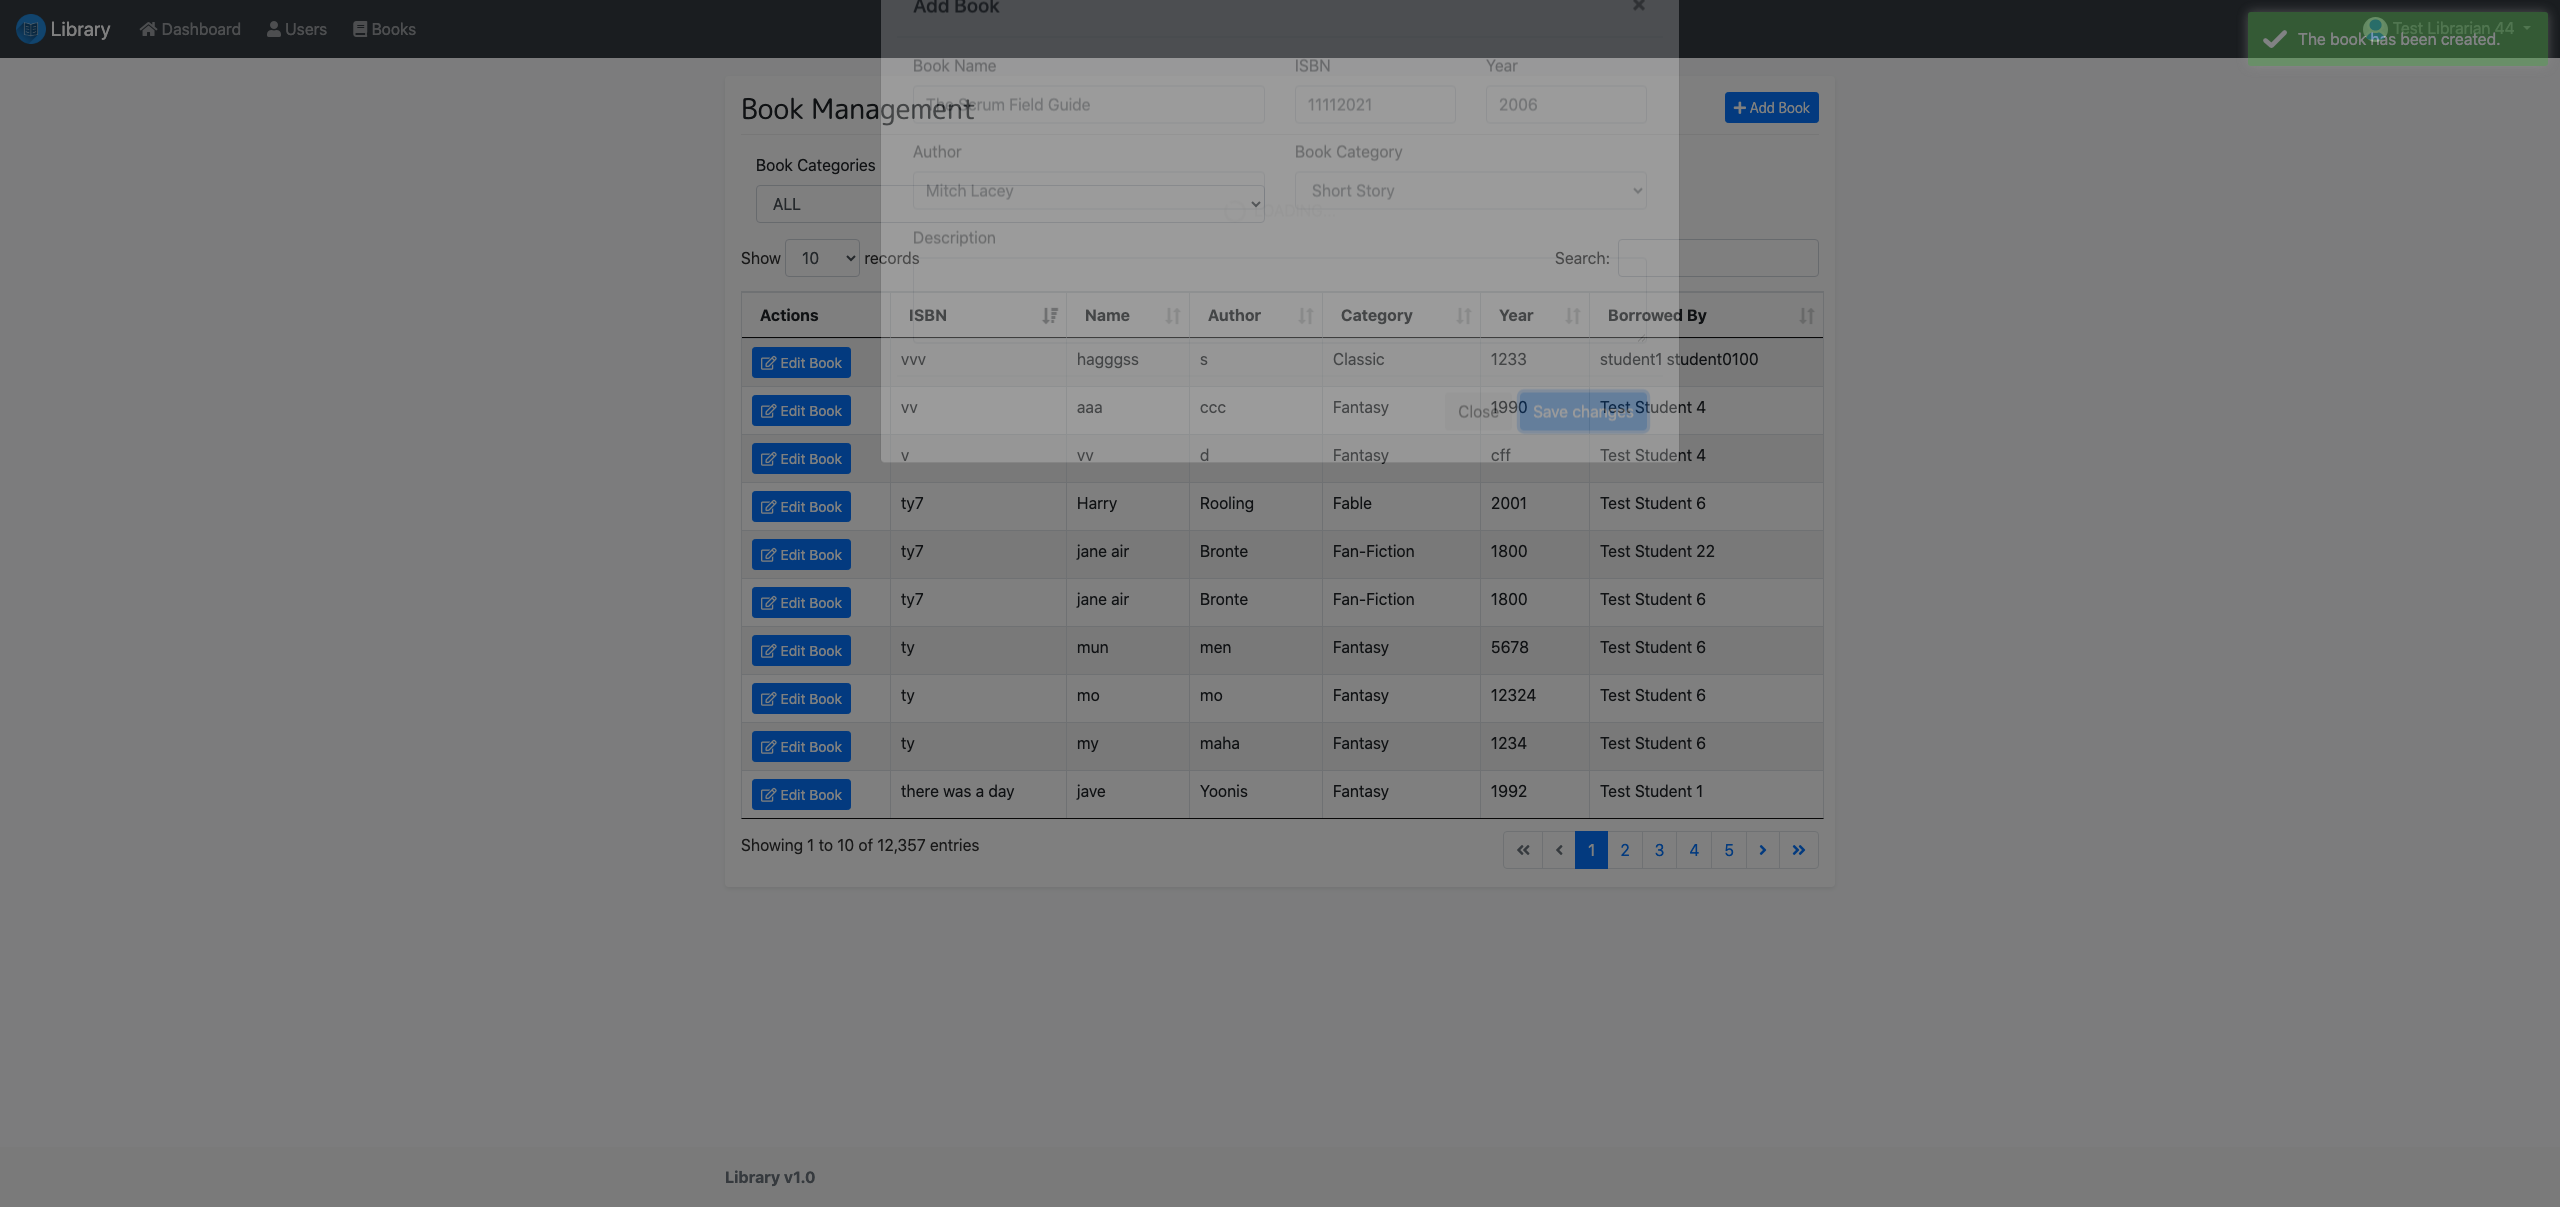 Add Book ×
Library Dashboard Users Books Test Librarian 44
The book has been created.
Book Name ISBN Year
The Scrum Field Guide 11112021 2006
Book Management
+ Add Book
Author Book Category
Mitch Lacey Short Story
Book Categories
ALL
Description
Show 10 records Search:
Actions ISBN Name Author Category Year Borrowed By
Edit Book vvv hagggss s Classic 1233 student1 student0100
Edit Book vv aaa ccc Fantasy 1990 Test Student 4
Close Save changes
Edit Book v vv d Fantasy cff Test Student 4
Edit Book ty7 Harry Rooling Fable 2001 Test Student 6
Edit Book ty7 jane air Bronte Fan-Fiction 1800 Test Student 22
Edit Book ty7 jane air Bronte Fan-Fiction 1800 Test Student 6
Edit Book ty mun men Fantasy 5678 Test Student 6
Edit Book ty mo mo Fantasy 12324 Test Student 6
Edit Book ty my maha Fantasy 1234 Test Student 6
Edit Book there was a day jave Yoonis Fantasy 1992 Test Student 1
Showing 1 to 10 of 12,357 entries
« ‹ 1 2 3 4 5 › »
Library v1.0